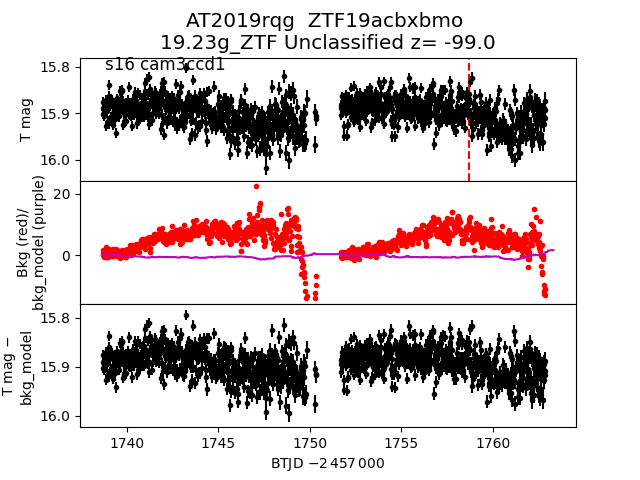 AT2019rqg  ZTF19acbxbmo
19.23g_ZTF Unclassified z= -99.0
s16 cam3ccd1
15.8
15.9
16.0
T mag
20
0
Bkg (red)/
bkg_model (purple)
15.8
15.9
16.0
T mag −
bkg_model
1740
1745
1750
1755
1760
BTJD −2 457 000